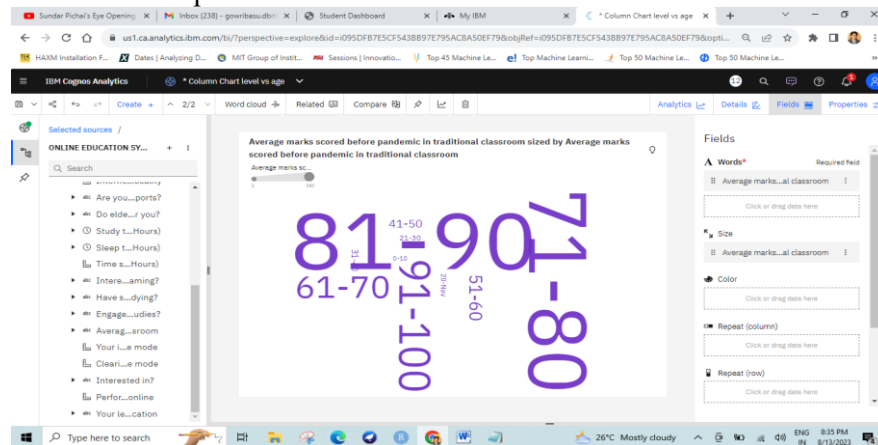 Sundar Pichai's Eye Opening
Inbox (238) - gowribasu.dbit
Student Dashboard
My IBM
* Column Chart level vs age
us1.ca.analytics.ibm.com/bi/?perspective=explore&id=i095DFB7E5CF543BB97E795AC8A50EF79&objRef=i095DFB7E5CF543BB97E795AC8A50EF79&opti...
HAXM Installation F...
Dates | Analyzing D...
MIT Group of Instit...
Sessions | Innovatio...
Top 45 Machine Le...
Top Machine Learni...
Top 50 Machine Le...
Top 50 Machine Le...
IBM Cognos Analytics
* Column Chart level vs age
12
Create +
2/2
Word cloud
Related
Compare
Analytics
Details
Fields
Properties
Selected sources /
ONLINE EDUCATION SY...
Search
Are you...ports?
Do elde...r you?
Study t...Hours)
Sleep t...Hours)
Time s...Hours)
Intere...aming?
Have s...dying?
Engage...udies?
Averag...sroom
Your i...e mode
Cleari...e mode
Interested in?
Perfor...online
Your le...cation
Average marks scored before pandemic in traditional classroom sized by Average marks
scored before pandemic in traditional classroom
Average marks sc...
81-90
71-80
41-50
21-30
0-10
61-70
91-100
20-Nov
51-60
Fields
Words*
Required field
Average marks...al classroom
Click or drag data here
Size
Average marks...al classroom
Color
Click or drag data here
Repeat (column)
Click or drag data here
Repeat (row)
Click or drag data here
Type here to search
26°C Mostly cloudy
ENG
IN
8:35 PM
8/13/2023